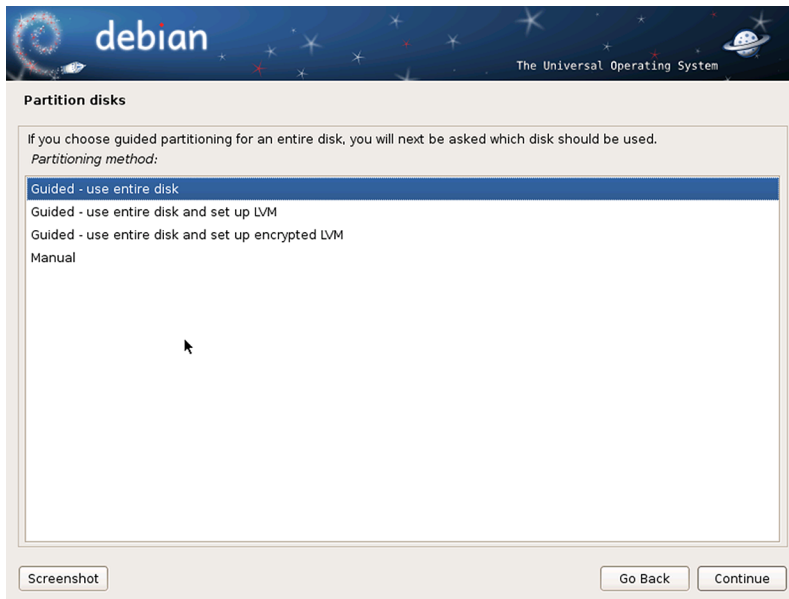 debian
The Universal Operating System
Partition disks
If you choose guided partitioning for an entire disk, you will next be asked which disk should be used.
Partitioning method:
Guided - use entire disk
Guided - use entire disk and set up LVM
Guided - use entire disk and set up encrypted LVM
Manual
Screenshot
Go Back
Continue